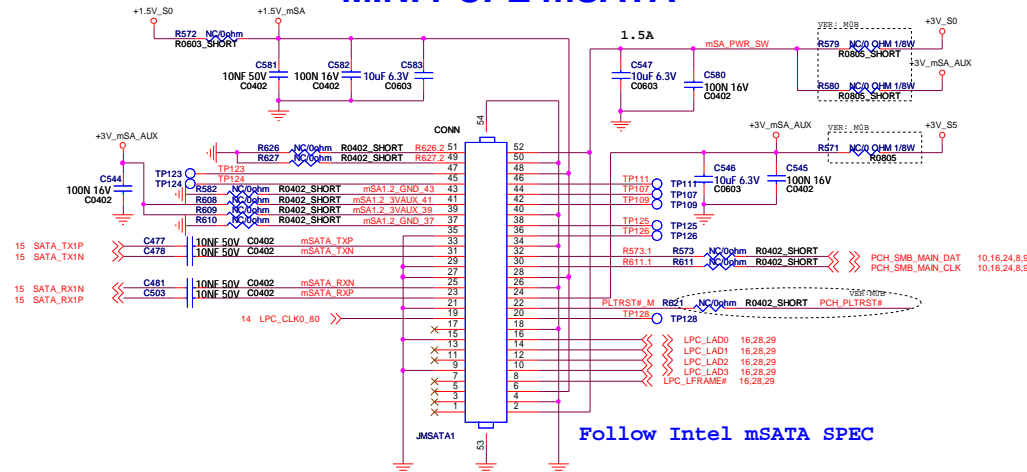 MINI PCIE mSATA
+1.5V_S0
+1.5V_mSA
R572 NC/0ohm
R0603_SHORT
C581
10NF 50V
C0402
C582
100N 16V
C0402
C583
10uF 6.3V
C0603
1.5A
mSA_PWR_SW
C547
10uF 6.3V
C0603
C580
100N 16V
C0402
VER: M0B
+3V_S0
R579 NC/0 OHM 1/8W
R0805_SHORT
+3V_mSA_AUX
R580 NC/0 OHM 1/8W
R0805_SHORT
+3V_mSA_AUX
VER: M0B
+3V_S5
R571 NC/0 OHM 1/8W
R0805
C546
10uF 6.3V
C0603
C545
100N 16V
C0402
+3V_mSA_AUX
C544
100N 16V
C0402
CONN
54
R626 NC/0ohm R0402_SHORT R626.2 51
R627 NC/0ohm R0402_SHORT R627.2 49
TP123 TP123 47
TP124 TP124 45
R582 NC/0ohm R0402_SHORT mSA1.2_GND_43 43
R608 NC/0ohm R0402_SHORT mSA1.2_3VAUX_41 41
R609 NC/0ohm R0402_SHORT mSA1.2_3VAUX_39 39
R610 NC/0ohm R0402_SHORT mSA1.2_GND_37 37
35
15 SATA_TX1P C477 10NF 50V C0402 mSATA_TXP 33
15 SATA_TX1N C478 mSATA_TXN 31
29
27
15 SATA_RX1N C481 10NF 50V C0402 mSATA_RXN 25
15 SATA_RX1P C503 mSATA_RXP 23
21
14 LPC_CLK0_80 19
17
15
13
11
9
7
5
3
1
52
50
48
46 TP111 TP111
44 TP107 TP107
42 TP109 TP109
40
38 TP125 TP125
36 TP126 TP126
34
32 R573.1 R573 NC/0ohm R0402_SHORT PCH_SMB_MAIN_DAT 10,16,24,8,9
30 R611.1 R611 NC/0ohm R0402_SHORT PCH_SMB_MAIN_CLK 10,16,24,8,9
28
26
24
VER:M0B
22 PLTRST#_M R621 NC/0ohm R0402_SHORT PCH_PLTRST#
20 TP128 TP128
18
16 LPC_LAD0 16,28,29
14 LPC_LAD1 16,28,29
12 LPC_LAD2 16,28,29
10 LPC_LAD3 16,28,29
8 LPC_LFRAME# 16,28,29
6
4
2
JMSATA1
53
Follow Intel mSATA SPEC